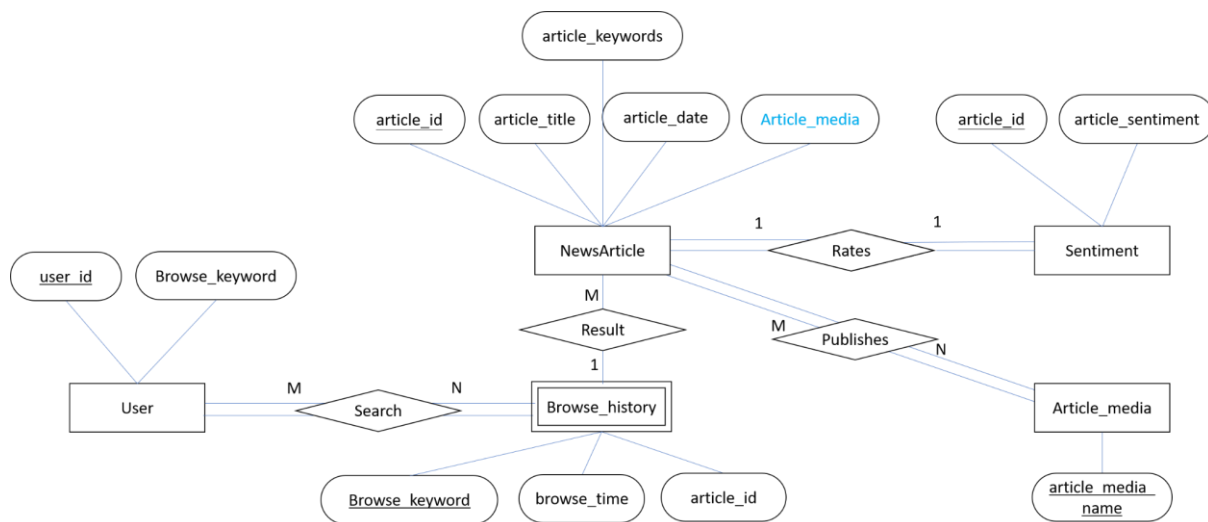 article_keywords
article_id
article_title
article_date
Article_media
article_id
article_sentiment
1
1
NewsArticle
Rates
Sentiment
user_id
Browse_keyword
M
Result
M
Publishes
N
1
M
N
User
Search
Browse_history
Article_media
Browse_keyword
browse_time
article_id
article_media_
name